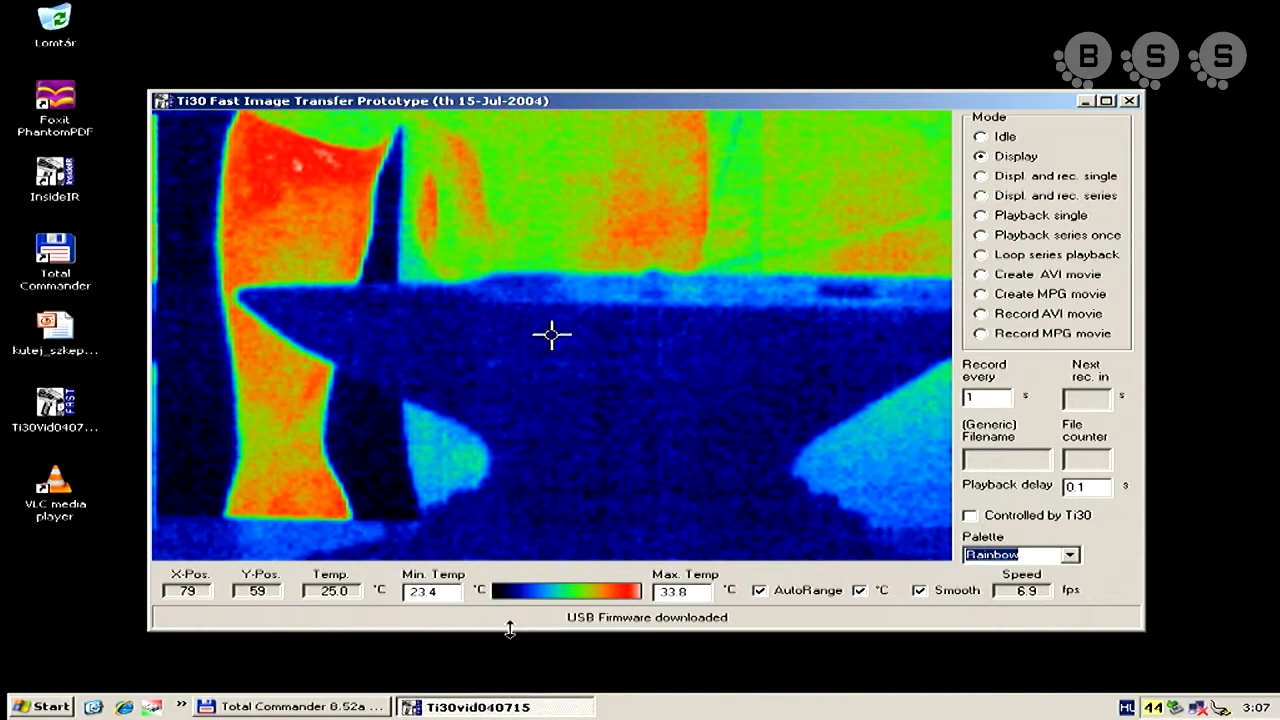 Lomtár
BSS
Ti30 Fast Image Transfer Prototype (th 15-Jul-2004)
Foxit
PhantomPDF
InsideIR
InsideIR
Total
Commander
kutej_szkep...
FAST
Ti30Vid0407...
VLC media
player
Mode
Idle
Display
Displ. and rec. single
Displ. and rec. series
Playback single
Playback series once
Loop series playback
Create AVI movie
Create MPG movie
Record AVI movie
Record MPG movie
Record
every
Next
rec. in
1
s
s
(Generic)
Filename
File
counter
Playback delay
0.1
s
Controlled by Ti30
Palette
Rainbow
X-Pos.
Y-Pos.
Temp.
Min. Temp
Max. Temp
Speed
79
59
25.0
°C
23.4
°C
33.8
°C
AutoRange
°C
Smooth
6.9
fps
USB Firmware downloaded
Start
Total Commander 8.52a ...
Ti30vid040715
HU
44
3:07